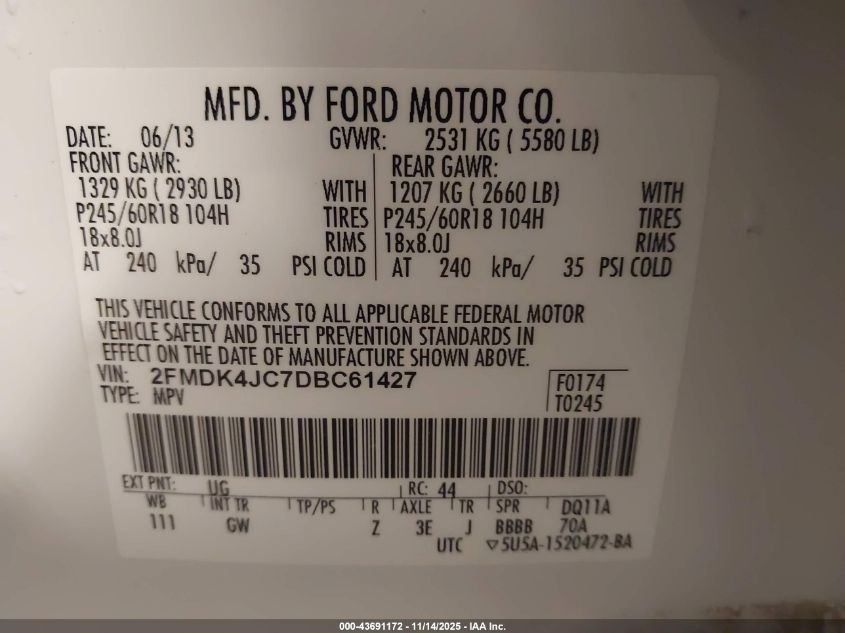 MFD. BY FORD MOTOR CO.
DATE: 06/13 GVWR: 2531 KG ( 5580 LB)
FRONT GAWR: REAR GAWR:
1329 KG ( 2930 LB) WITH 1207 KG ( 2660 LB) WITH
P245/60R18 104H TIRES P245/60R18 104H TIRES
18x8.0J RIMS 18x8.0J RIMS
AT 240 kPa/ 35 PSI COLD AT 240 kPa/ 35 PSI COLD
THIS VEHICLE CONFORMS TO ALL APPLICABLE FEDERAL MOTOR
VEHICLE SAFETY AND THEFT PREVENTION STANDARDS IN
EFFECT ON THE DATE OF MANUFACTURE SHOWN ABOVE.
VIN: 2FMDK4JC7DBC61427 F0174
TYPE: MPV T0245
EXT PNT: UG RC: 44 DSO:
WB INT TR TP/PS R AXLE TR SPR DQ11A
111 GW Z 3E J BBBB 70A
UTC ▽5U5A-1520472-BA
000-43691172 - 11/14/2025 - IAA Inc.